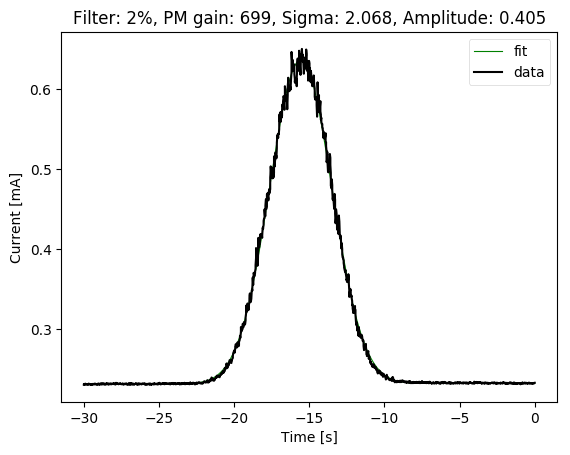 Filter: 2%, PM gain: 699, Sigma: 2.068, Amplitude: 0.405
fit
data
0.6
0.5
0.4
0.3
Current [mA]
−30 −25 −20 −15 −10 −5 0
Time [s]